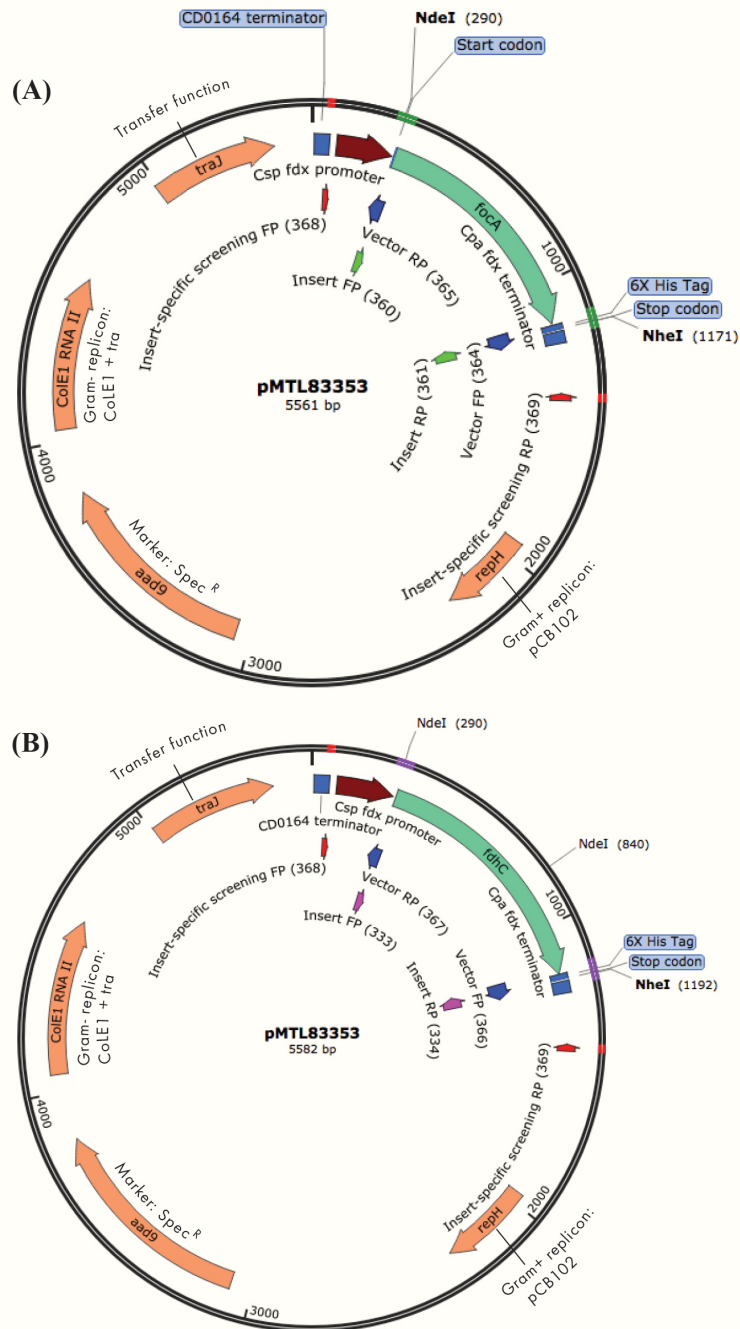 (A)
CD0164 terminator
NdeI (290)
Start codon
Transfer function
traJ
5000
Csp fdx promoter
focA
1000
Insert-specific screening FP (368)
Vector RP (365)
Insert FP (360)
Cpa fdx terminator
6X His Tag
Stop codon
NheI (1171)
ColE1 RNA II
Gram- replicon:
CoLE1 + tra
pMTL83353
5561 bp
Insert RP (361)
Vector FP (364)
Insert-specific screening RP (369)
4000
Marker: Spec R
aad9
repH
2000
Gram+ replicon:
pCB102
3000
(B)
NdeI (290)
Transfer function
traJ
5000
Csp fdx promoter
CD0164 terminator
fdhC
NdeI (840)
1000
Insert-specific screening FP (368)
Vector RP (367)
Insert FP (333)
Cpa fdx terminator
6X His Tag
Stop codon
NheI (1192)
ColE1 RNA II
Gram- replicon:
ColE1 + tra
Insert RP (334)
Vector FP (366)
pMTL83353
5582 bp
Insert-specific screening RP (369)
4000
Marker: Spec R
aad9
repH
2000
Gram+ replicon:
pCB102
3000